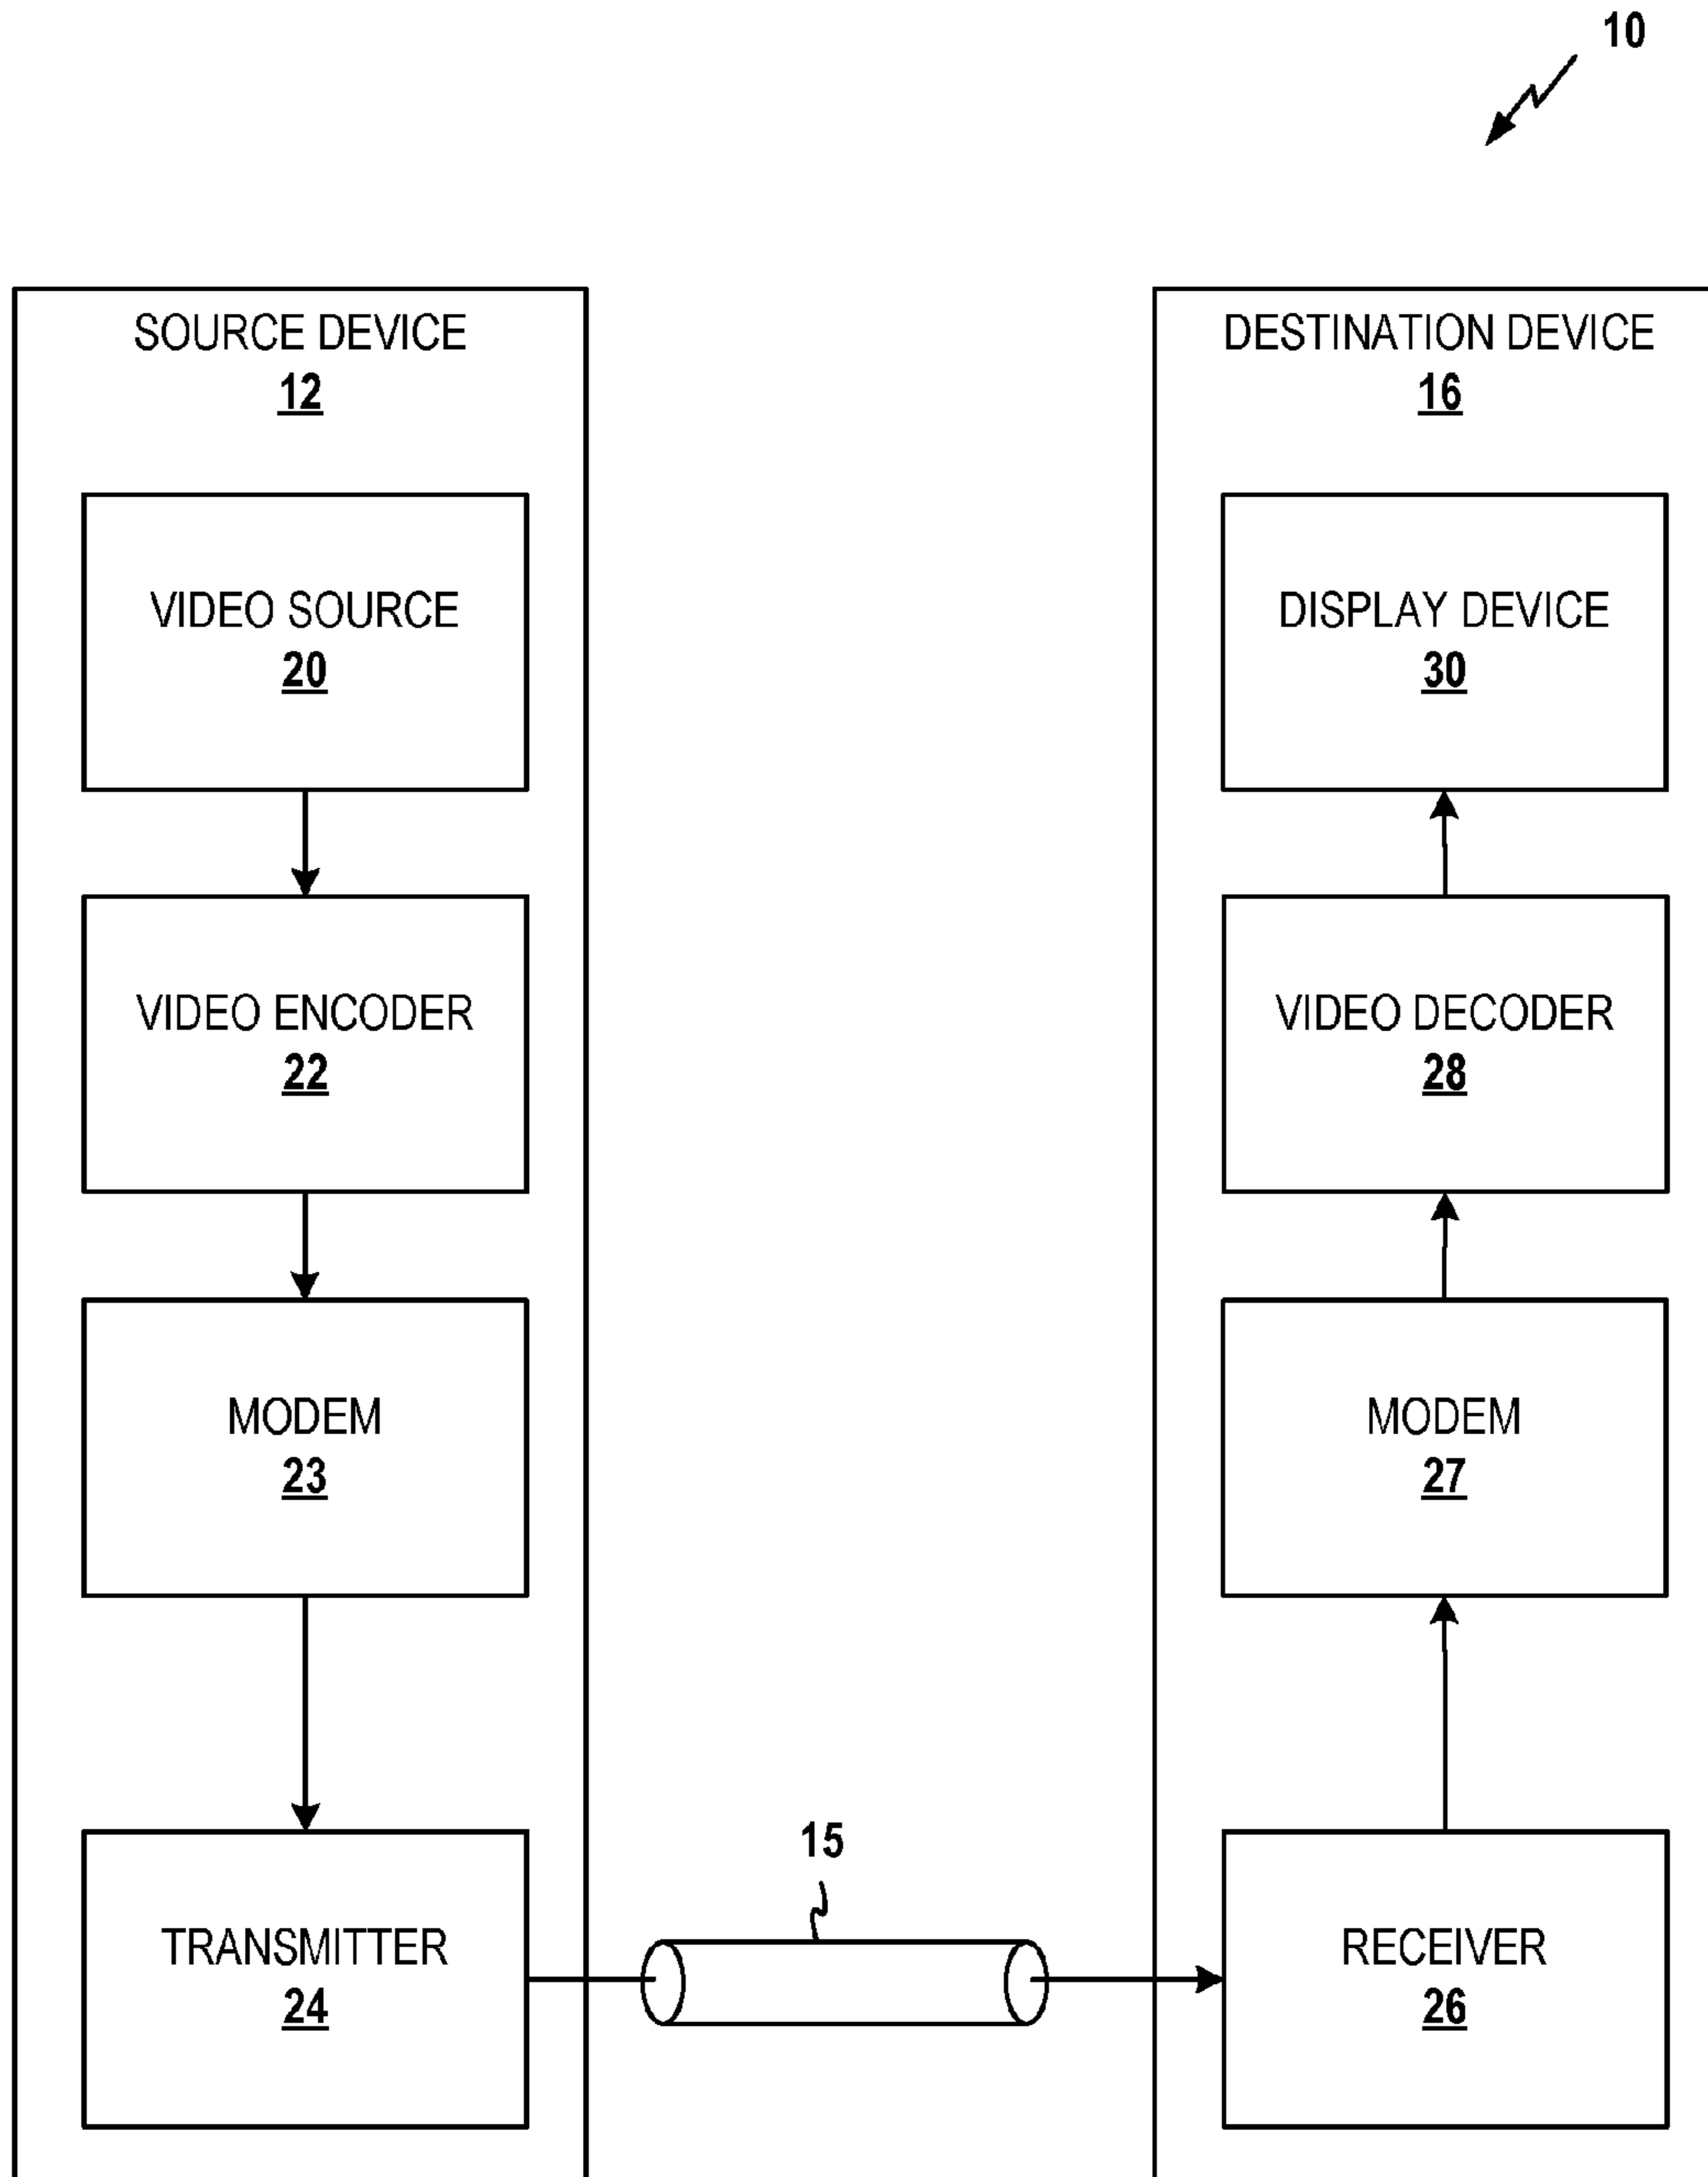 10
SOURCE DEVICE
12
VIDEO SOURCE
20
VIDEO ENCODER
22
MODEM
23
TRANSMITTER
24
15
DESTINATION DEVICE
16
DISPLAY DEVICE
30
VIDEO DECODER
28
MODEM
27
RECEIVER
26